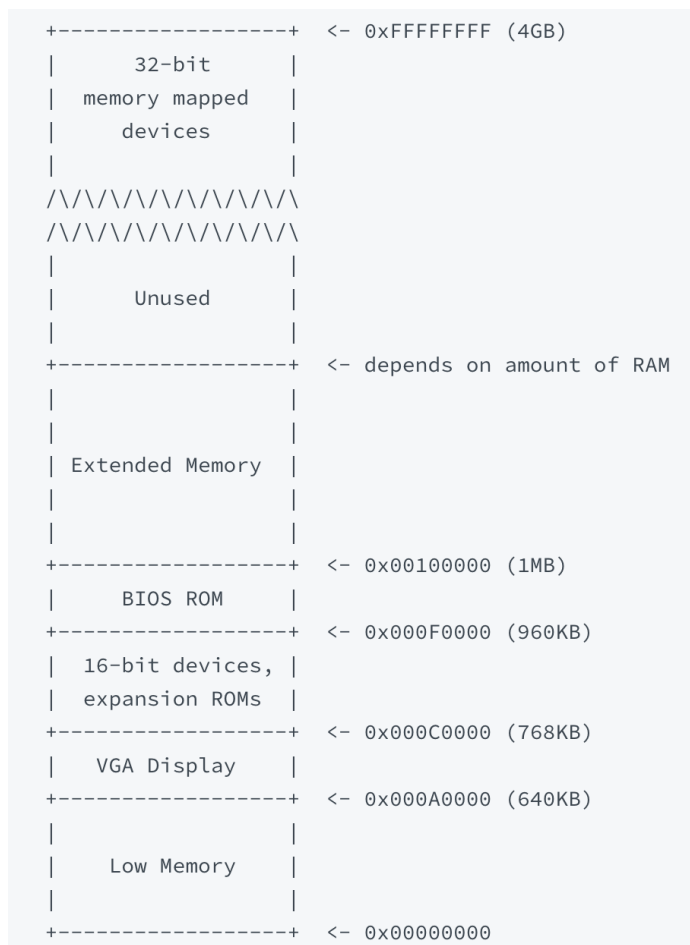 +------------------+  <- 0xFFFFFFFF (4GB)
|      32-bit      |
|  memory mapped   |
|     devices      |
|                  |
/\/\/\/\/\/\/\/\/\/\
/\/\/\/\/\/\/\/\/\/\
|                  |
|      Unused      |
|                  |
+------------------+  <- depends on amount of RAM
|                  |
|                  |
| Extended Memory  |
|                  |
|                  |
+------------------+  <- 0x00100000 (1MB)
|     BIOS ROM     |
+------------------+  <- 0x000F0000 (960KB)
|  16-bit devices, |
|  expansion ROMs  |
+------------------+  <- 0x000C0000 (768KB)
|   VGA Display    |
+------------------+  <- 0x000A0000 (640KB)
|                  |
|    Low Memory    |
|                  |
+------------------+  <- 0x00000000